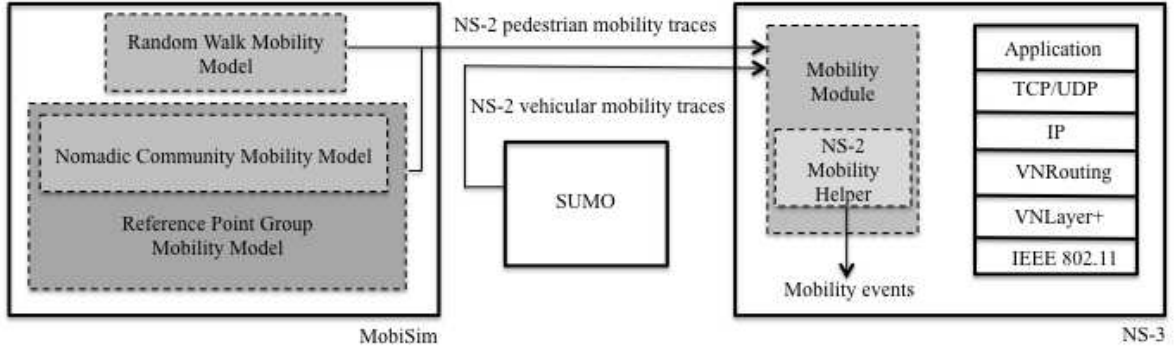 Random Walk Mobility
Model
Nomadic Community Mobility Model
Reference Point Group
Mobility Model
MobiSim
NS-2 pedestrian mobility traces
NS-2 vehicular mobility traces
SUMO
Mobility
Module
NS-2
Mobility
Helper
Mobility events
Application
TCP/UDP
IP
VNRouting
VNLayer+
IEEE 802.11
NS-3